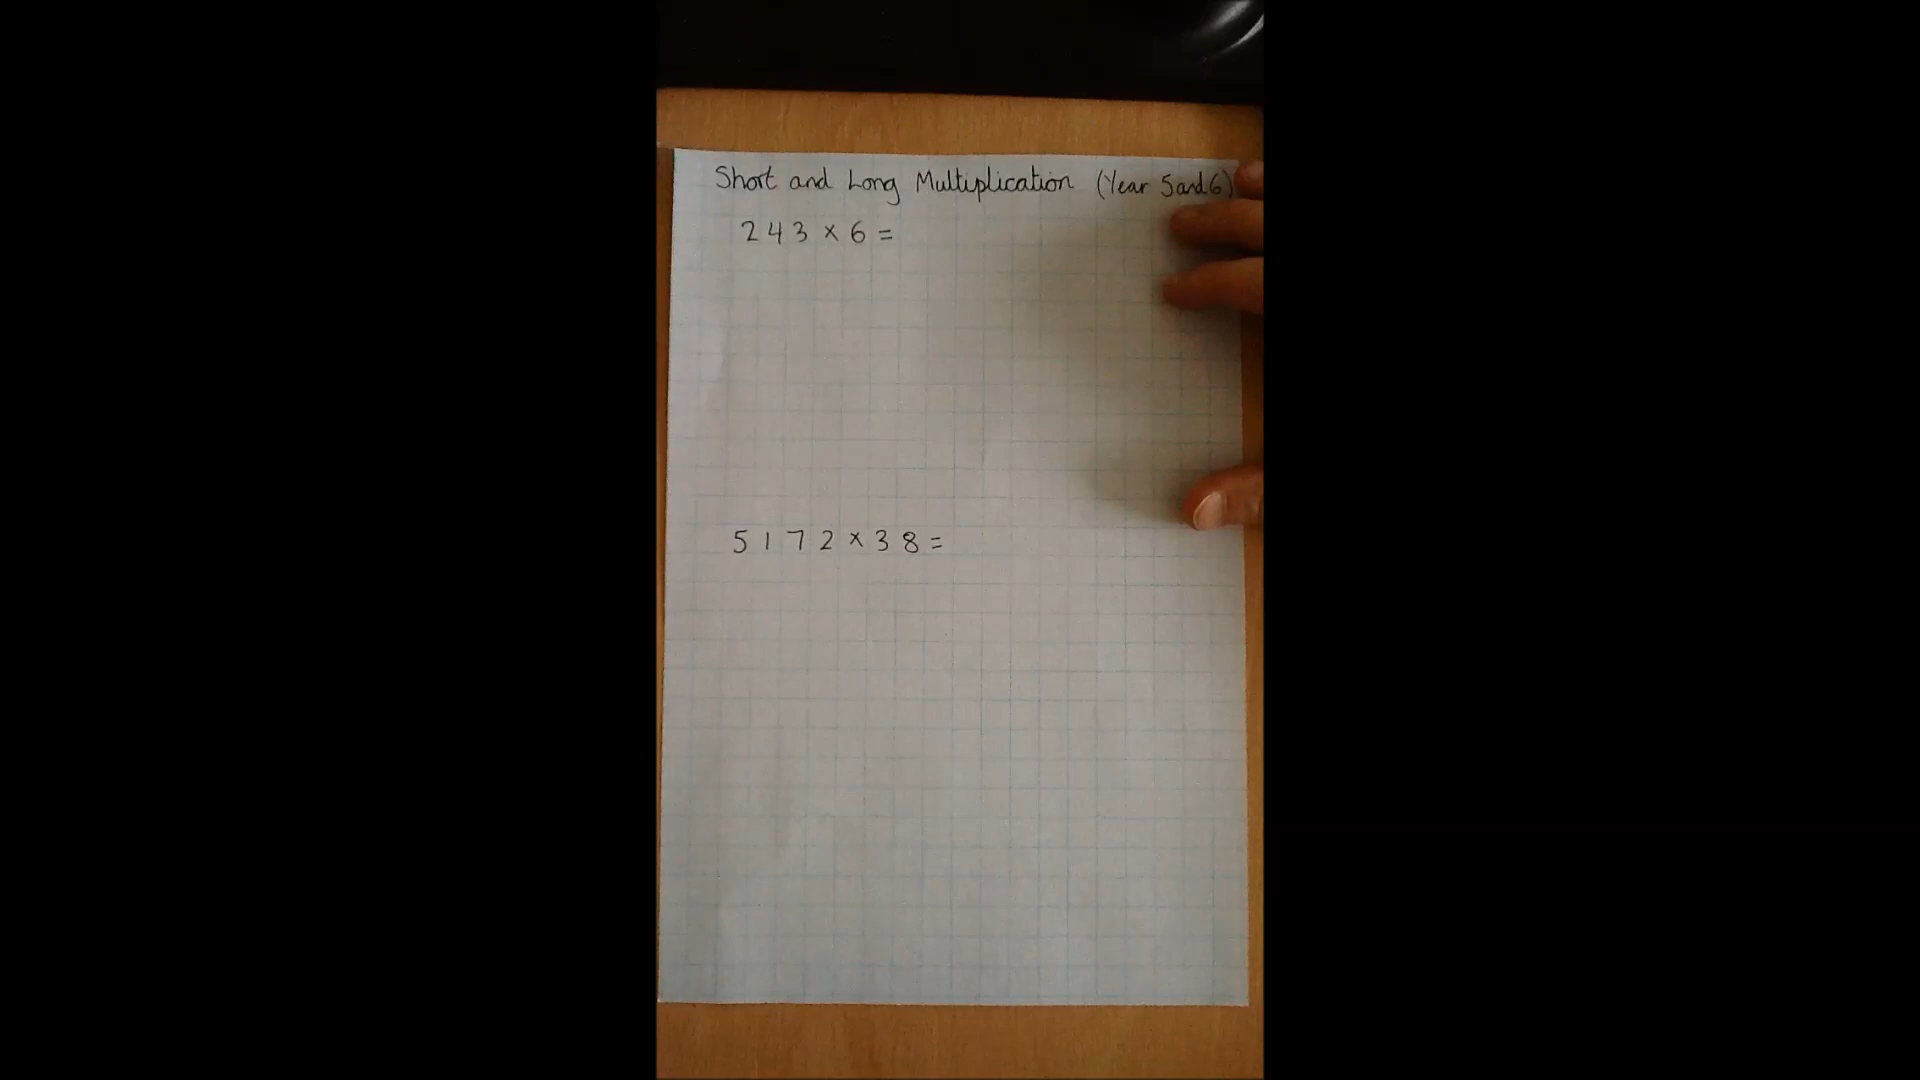 Short and Long Multiplication (Year 5 and 6)
243 × 6 =
5172 × 38 =